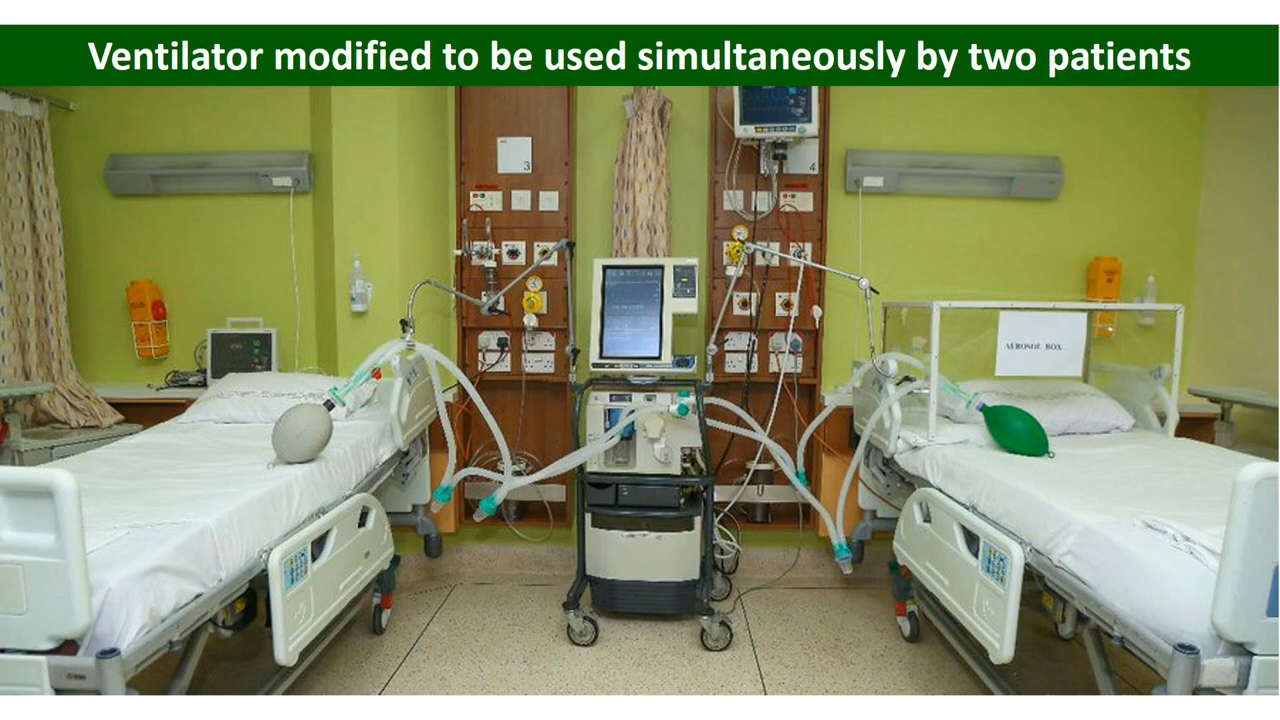 Ventilator modified to be used simultaneously by two patients
3
4
AEROSOL BOX